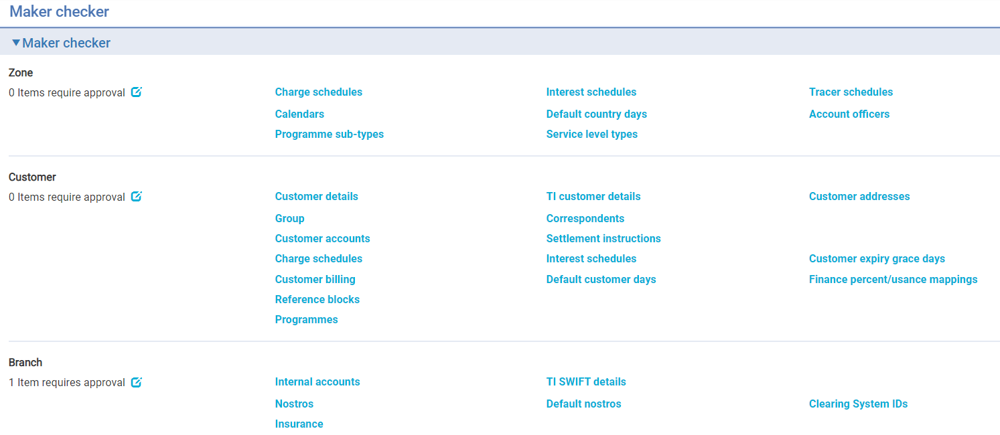 Maker checker
Maker checker
Zone
0 Items require approval Charge schedules Interest schedules Tracer schedules
Calendars Default country days Account officers
Programme sub-types Service level types
Customer
0 Items require approval Customer details TI customer details Customer addresses
Group Correspondents
Customer accounts Settlement instructions
Charge schedules Interest schedules Customer expiry grace days
Customer billing Default customer days Finance percent/usance mappings
Reference blocks
Programmes
Branch
1 Item requires approval Internal accounts TI SWIFT details
Nostros Default nostros Clearing System IDs
Insurance